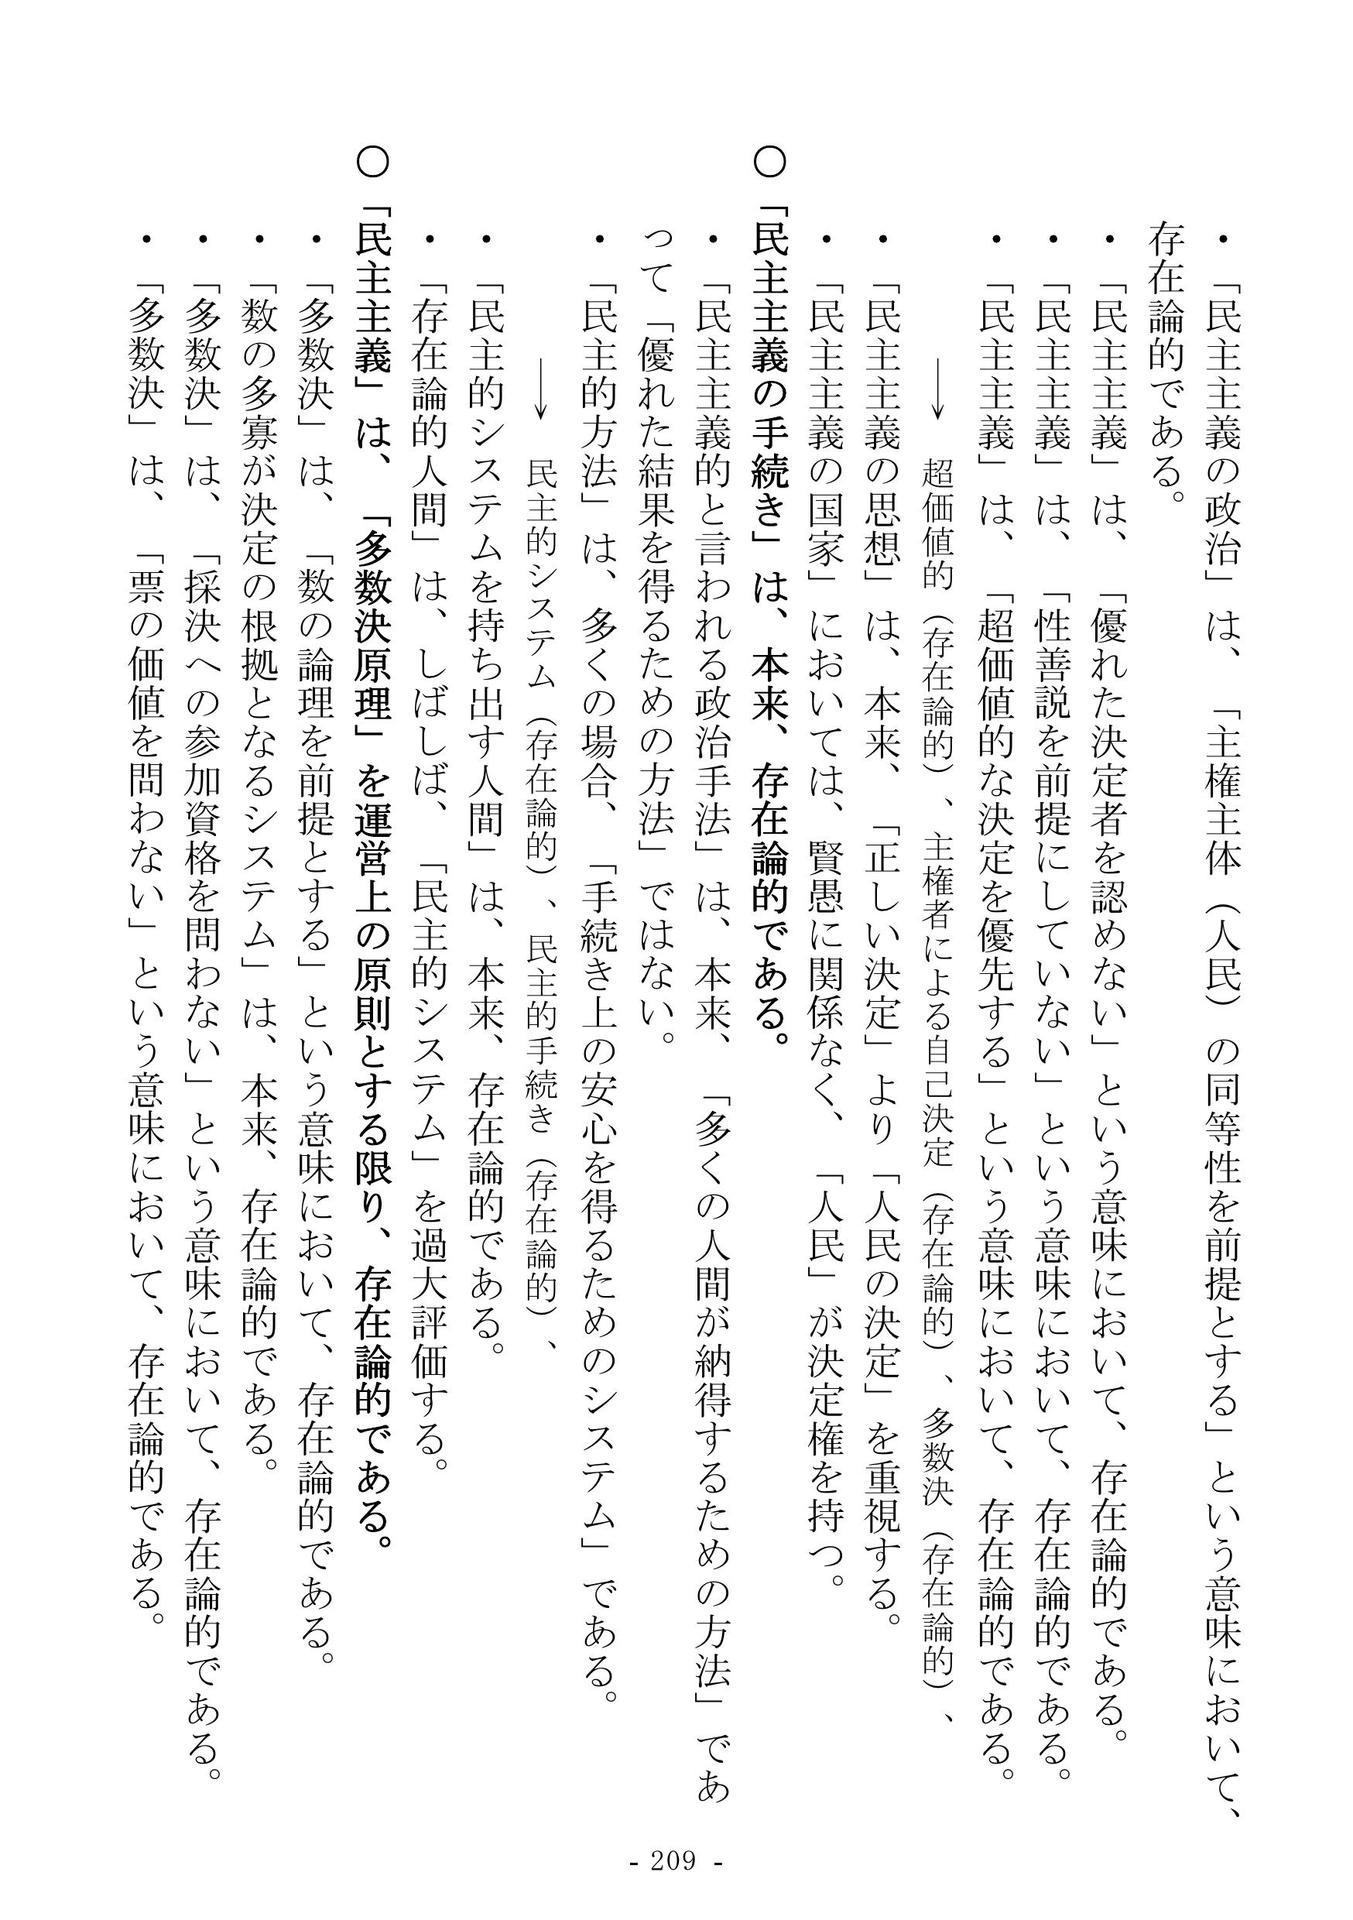 ・「民主主義の政治」は、「主権主体（人民）の同等性を前提とする」という意味において、
存在論的である。
・「民主主義」は、「優れた決定者を認めない」という意味において、存在論的である。
・「民主主義」は、「性善説を前提にしていない」という意味において、存在論的である。
・「民主主義」は、「超価値的な決定を優先する」という意味において、存在論的である。
→ 超価値的（存在論的）、主権者による自己決定（存在論的）、多数決（存在論的）、
・「民主主義の思想」は、本来、「正しい決定」より「人民の決定」を重視する。
・「民主主義の国家」においては、賢愚に関係なく、「人民」が決定権を持つ。
○「民主主義の手続き」は、本来、存在論的である。
・「民主主義的と言われる政治手法」は、本来、「多くの人間が納得するための方法」であ
って「優れた結果を得るための方法」ではない。
・「民主的方法」は、多くの場合、「手続き上の安心を得るためのシステム」である。
→ 民主的システム（存在論的）、民主的手続き（存在論的）、
・「民主的システムを持ち出す人間」は、本来、存在論的である。
・「存在論的人間」は、しばしば、「民主的システム」を過大評価する。
○「民主主義」は、「多数決原理」を運営上の原則とする限り、存在論的である。
・「多数決」は、「数の論理を前提とする」という意味において、存在論的である。
・「数の多寡が決定の根拠となるシステム」は、本来、存在論的である。
・「多数決」は、「採決への参加資格を問わない」という意味において、存在論的である。
・「多数決」は、「票の価値を問わない」という意味において、存在論的である。
- 209 -